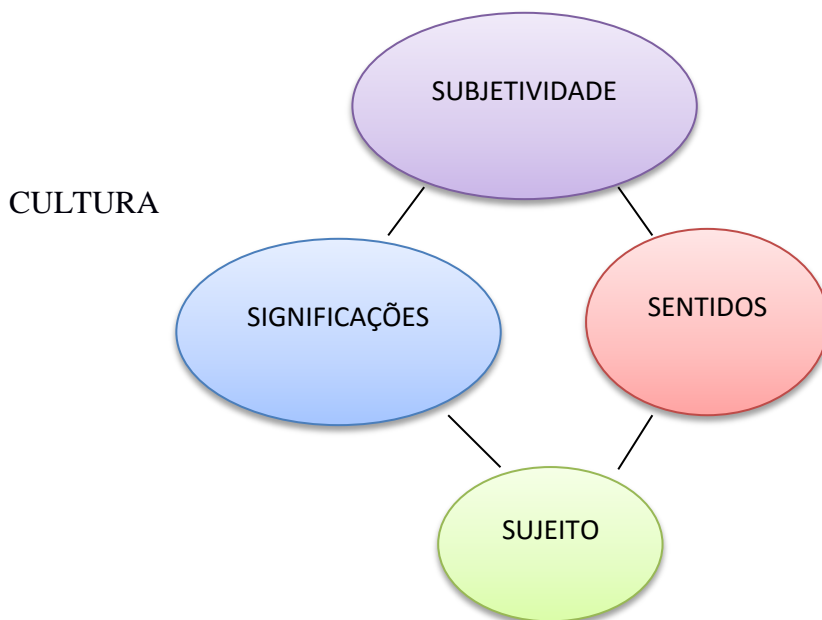 SUBJETIVIDADE
CULTURA
SIGNIFICAÇÕES
SENTIDOS
SUJEITO